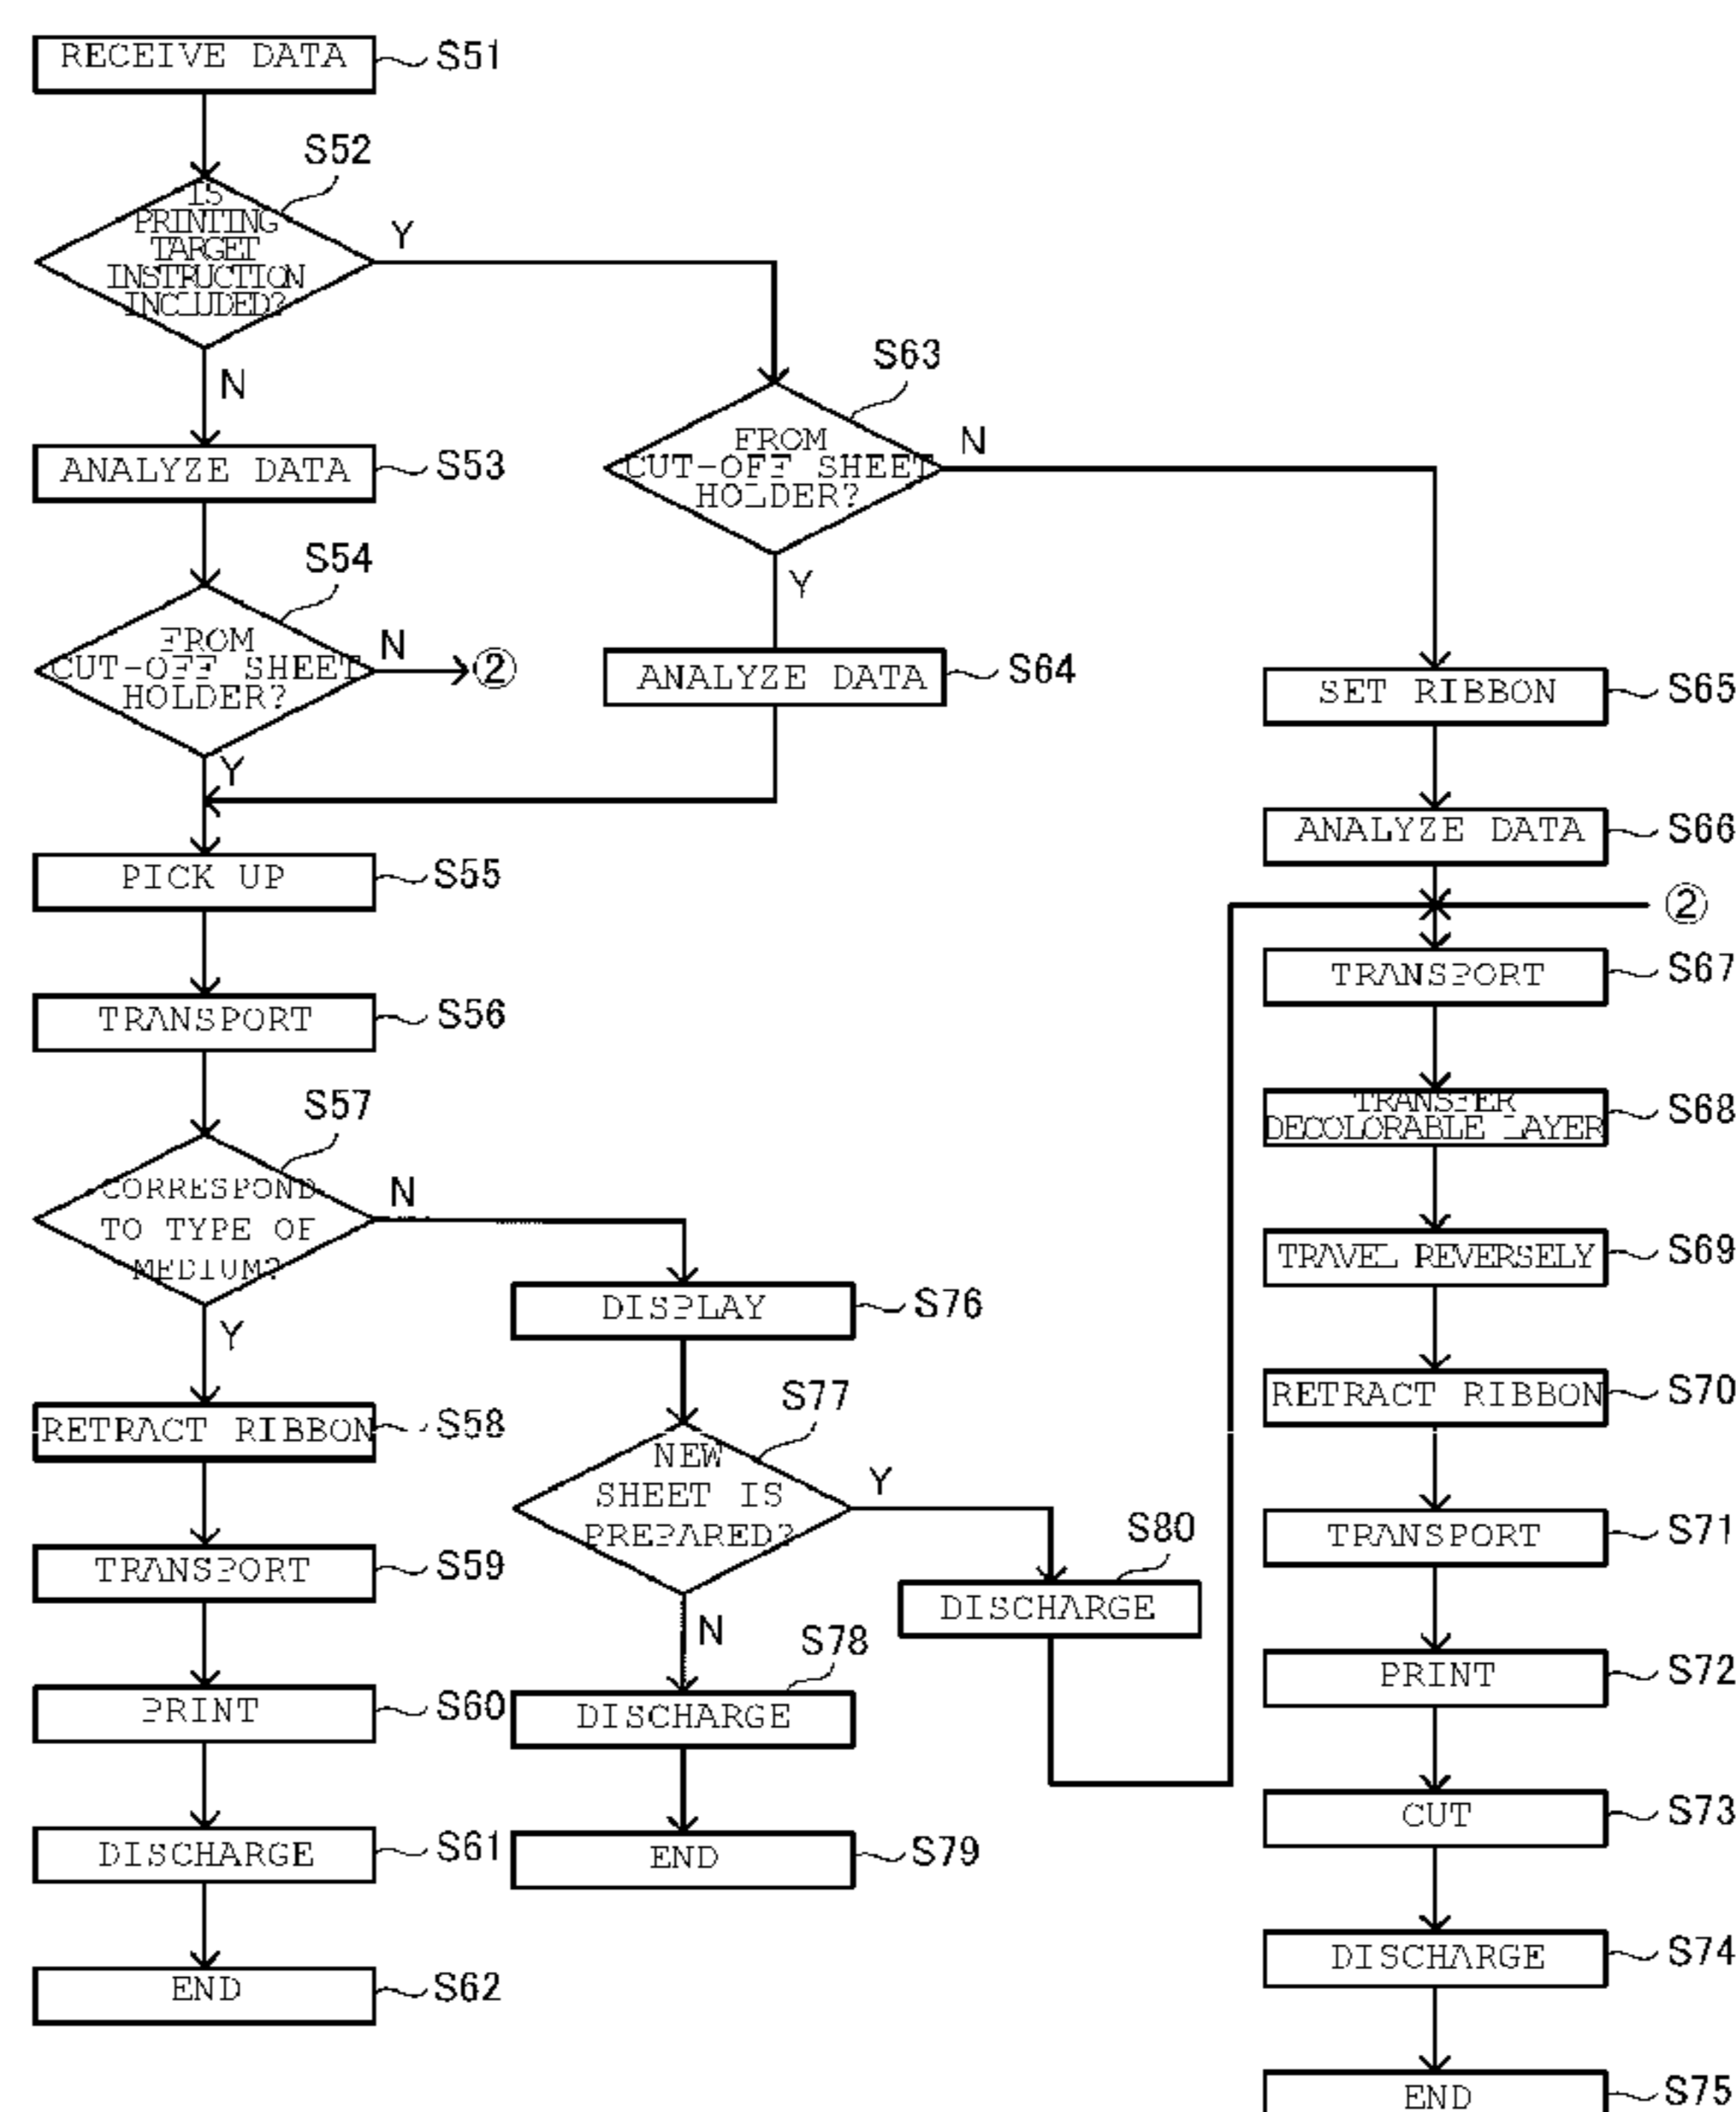 RECEIVE DATA
S51
S52
IS
PRINTING
TARGET
INSTRUCTION
INCLUDED?
Y
N
ANALYZE DATA
S53
S54
FROM
CUT-OFF SHEET
HOLDER?
N
②
Y
S63
FROM
CUT-OFF SHEET
HOLDER?
N
Y
ANALYZE DATA
S64
PICK UP
S55
TRANSPORT
S56
S57
CORRESPOND
TO TYPE OF
MEDIUM?
N
Y
RETRACT RIBBON
S58
TRANSPORT
S59
PRINT
S60
DISCHARGE
S61
END
S62
DISPLAY
S76
S77
NEW
SHEET IS
PREPARED?
Y
N
S78
DISCHARGE
END
S79
S80
DISCHARGE
SET RIBBON
S65
ANALYZE DATA
S66
②
TRANSPORT
S67
TRANSFER
DECOLORABLE LAYER
S68
TRAVEL REVERSELY
S69
RETRACT RIBBON
S70
TRANSPORT
S71
PRINT
S72
CUT
S73
DISCHARGE
S74
END
S75